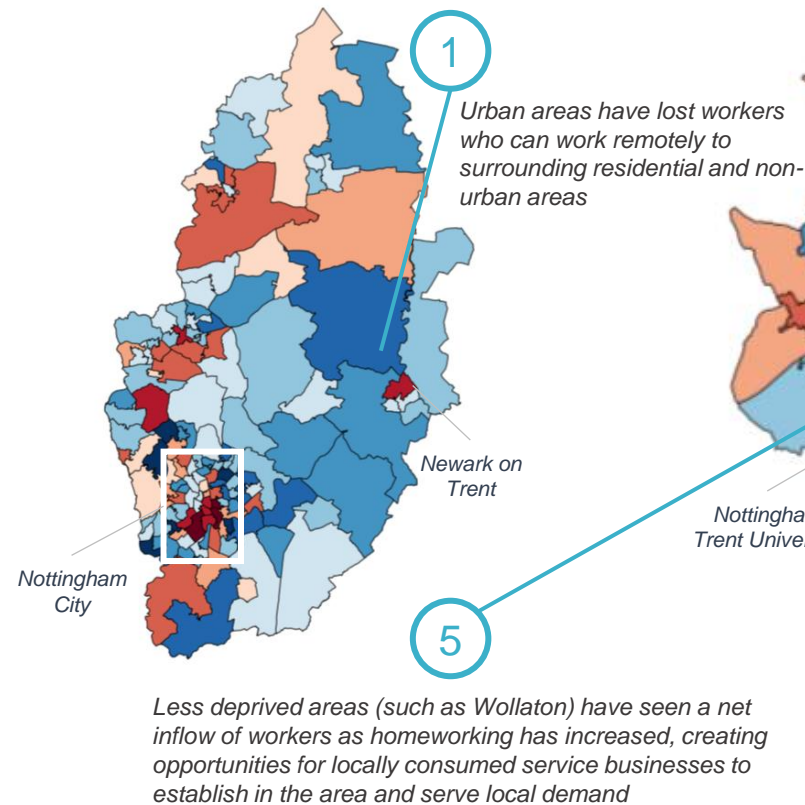 1
Urban areas have lost workers
who can work remotely to
surrounding residential and non-
urban areas
Newark on
Trent
Trent
Nottingham
City
5
Less deprived areas (such as Wollaton) have seen a net
inflow of workers as homeworking has increased, creating
opportunities for locally consumed service businesses to
establish in the area and serve local demand